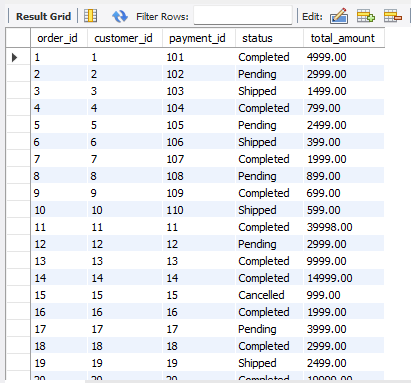 Result Grid Filter Rows: Edit:
order_id customer_id payment_id status total_amount
1 1 101 Completed 4999.00
2 2 102 Pending 2999.00
3 3 103 Shipped 1499.00
4 4 104 Completed 799.00
5 5 105 Pending 2499.00
6 6 106 Shipped 399.00
7 7 107 Completed 1999.00
8 8 108 Pending 899.00
9 9 109 Completed 699.00
10 10 110 Shipped 599.00
11 11 11 Completed 39998.00
12 12 12 Pending 2999.00
13 13 13 Completed 9999.00
14 14 14 Completed 14999.00
15 15 15 Cancelled 999.00
16 16 16 Completed 1999.00
17 17 17 Pending 3999.00
18 18 18 Completed 2999.00
19 19 19 Shipped 2499.00
20 20 20 Completed